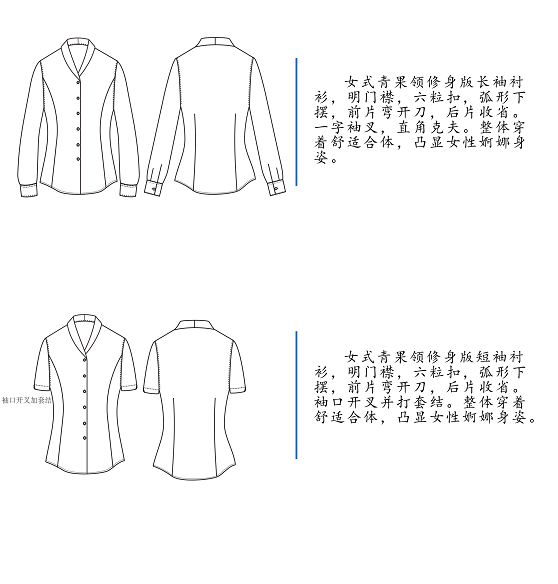 女式青果领修身版长袖衬
衫，明门襟，六粒扣，弧形下
摆，前片弯开刀，后片收省。
一字袖叉，直角克夫。整体穿
着舒适合体，凸显女性婀娜身
姿。
女式青果领修身版短袖衬
衫，明门襟，六粒扣，弧形下
摆，前片弯开刀，后片收省。
袖口开叉并打套结。整体穿着
舒适合体，凸显女性婀娜身姿。
袖口开叉加套结